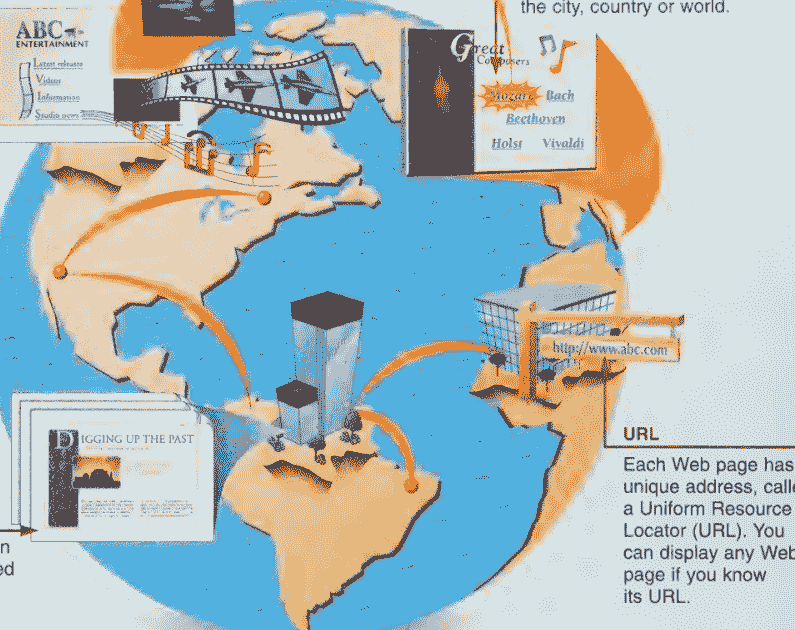 the city, country or world.
ABC
ENTERTAINMENT
Latest releases
Videos
Information
Studio news
Great
Composers
Mozart Bach
Beethoven
Holst Vivaldi
http://www.abc.com
DIGGING UP THE PAST
URL
Each Web page has
unique address, calle
a Uniform Resource
Locator (URL). You
can display any Web
page if you know
its URL.
n
ed